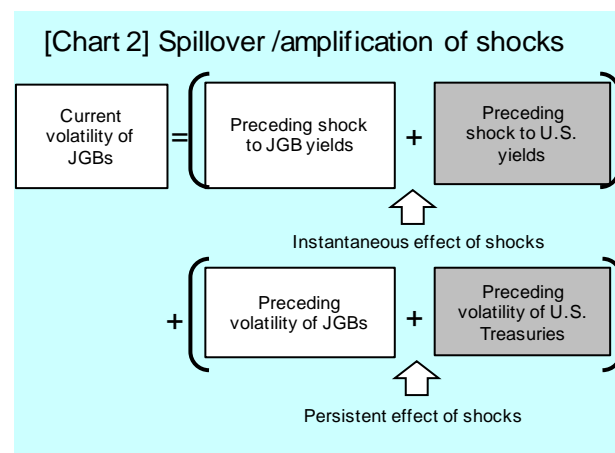 [Chart 2] Spillover /amplification of shocks
Current
volatility of
JGBs
=
Preceding shock
to JGB yields
+
Preceding
shock to U.S.
yields
Instantaneous effect of shocks
+
Preceding
volatility of JGBs
+
Preceding
volatility of U.S.
Treasuries
Persistent effect of shocks